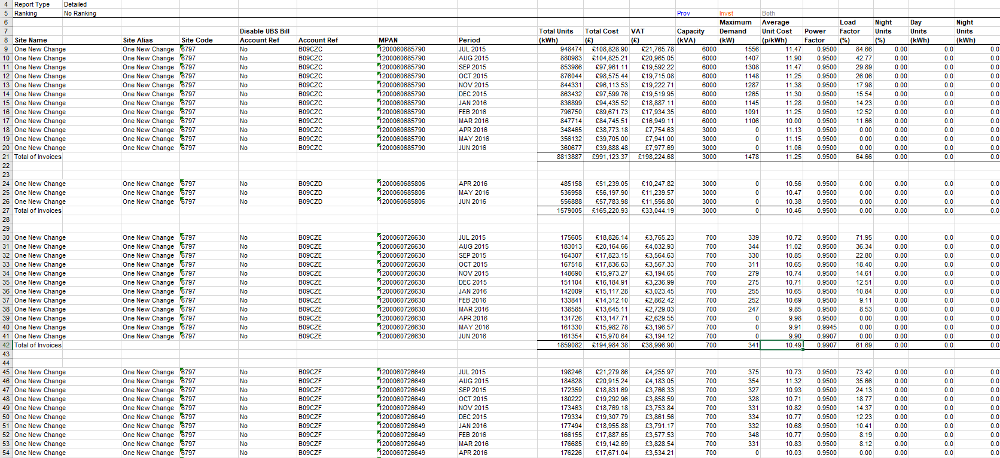 4 Report Type Detailed
5 Ranking No Ranking Prov Invst Both
6 Maximum Average Load Night Day Night
7 Disable UBS Bill Total Units Total Cost VAT Capacity Demand Unit Cost Power Factor Units Units Units
8 Site Name Site Alias Site Code Account Ref Account Ref MPAN Period (kWh) (£) (£) (kVA) (kW) (p/kWh) Factor (%) (%) (kWh) (kWh)
9 One New Change One New Change 6797 No B09CZC 1200060685790 JUL 2015 948474 £108,828.90 £21,765.78 6000 1556 11.47 0.9500 84.66 0.00 0.0 0.0
10 One New Change One New Change 6797 No B09CZC 1200060685790 AUG 2015 880983 £104,825.21 £20,965.05 6000 1407 11.90 0.9500 42.77 0.00 0.0 0.0
11 One New Change One New Change 6797 No B09CZC 1200060685790 SEP 2015 853986 £97,961.11 £19,592.22 6000 1308 11.47 0.9500 29.89 0.00 0.0 0.0
12 One New Change One New Change 6797 No B09CZC 1200060685790 OCT 2015 876044 £98,575.44 £19,715.08 6000 1148 11.25 0.9500 26.06 0.00 0.0 0.0
13 One New Change One New Change 6797 No B09CZC 1200060685790 NOV 2015 844331 £96,113.53 £19,222.71 6000 1287 11.38 0.9500 17.98 0.00 0.0 0.0
14 One New Change One New Change 6797 No B09CZC 1200060685790 DEC 2015 863432 £97,599.76 £19,519.95 6000 1265 11.30 0.9500 15.54 0.00 0.0 0.0
15 One New Change One New Change 6797 No B09CZC 1200060685790 JAN 2016 836899 £94,435.52 £18,887.11 6000 1145 11.28 0.9500 14.23 0.00 0.0 0.0
16 One New Change One New Change 6797 No B09CZC 1200060685790 FEB 2016 796750 £89,671.73 £17,934.35 6000 1091 11.25 0.9500 12.52 0.00 0.0 0.0
17 One New Change One New Change 6797 No B09CZC 1200060685790 MAR 2016 847714 £84,745.51 £16,949.11 6000 1106 10.00 0.9500 11.66 0.00 0.0 0.0
18 One New Change One New Change 6797 No B09CZC 1200060685790 APR 2016 348465 £38,773.18 £7,754.63 3000 0 11.13 0.9500 0.00 0.00 0.0 0.0
19 One New Change One New Change 6797 No B09CZC 1200060685790 MAY 2016 356132 £39,705.00 £7,941.00 3000 0 11.15 0.9500 0.00 0.00 0.0 0.0
20 One New Change One New Change 6797 No B09CZC 1200060685790 JUN 2016 360677 £39,888.48 £7,977.69 3000 0 11.06 0.9500 0.00 0.00 0.0 0.0
21 Total of Invoices 8813887 £991,123.37 £198,224.68 3000 1478 11.25 0.9500 64.66 0.00 0.0 0.0
22
23
24 One New Change One New Change 6797 No B09CZD 1200060685806 APR 2016 485158 £51,239.05 £10,247.82 3000 0 10.56 0.9500 0.00 0.00 0.0 0.0
25 One New Change One New Change 6797 No B09CZD 1200060685806 MAY 2016 536958 £56,197.90 £11,239.57 3000 0 10.47 0.9500 0.00 0.00 0.0 0.0
26 One New Change One New Change 6797 No B09CZD 1200060685806 JUN 2016 556888 £57,783.98 £11,556.80 3000 0 10.38 0.9500 0.00 0.00 0.0 0.0
27 Total of Invoices 1579005 £165,220.93 £33,044.19 3000 0 10.46 0.9500 0.00 0.00 0.0 0.0
28
29
30 One New Change One New Change 6797 No B09CZE 1200060726630 JUL 2015 175605 £18,826.14 £3,765.23 700 339 10.72 0.9500 71.95 0.00 0.0 0.0
31 One New Change One New Change 6797 No B09CZE 1200060726630 AUG 2015 183013 £20,164.66 £4,032.93 700 344 11.02 0.9500 36.34 0.00 0.0 0.0
32 One New Change One New Change 6797 No B09CZE 1200060726630 SEP 2015 164307 £17,823.15 £3,564.63 700 330 10.85 0.9500 22.80 0.00 0.0 0.0
33 One New Change One New Change 6797 No B09CZE 1200060726630 OCT 2015 167518 £17,836.63 £3,567.33 700 311 10.65 0.9500 18.40 0.00 0.0 0.0
34 One New Change One New Change 6797 No B09CZE 1200060726630 NOV 2015 148690 £15,973.27 £3,194.65 700 279 10.74 0.9500 14.61 0.00 0.0 0.0
35 One New Change One New Change 6797 No B09CZE 1200060726630 DEC 2015 151104 £16,184.91 £3,236.99 700 275 10.71 0.9500 12.51 0.00 0.0 0.0
36 One New Change One New Change 6797 No B09CZE 1200060726630 JAN 2016 142009 £15,117.28 £3,023.45 700 255 10.65 0.9500 10.84 0.00 0.0 0.0
37 One New Change One New Change 6797 No B09CZE 1200060726630 FEB 2016 133841 £14,312.10 £2,862.42 700 252 10.69 0.9500 9.11 0.00 0.0 0.0
38 One New Change One New Change 6797 No B09CZE 1200060726630 MAR 2016 138585 £13,645.11 £2,729.03 700 247 9.85 0.9500 8.53 0.00 0.0 0.0
39 One New Change One New Change 6797 No B09CZE 1200060726630 APR 2016 131726 £13,147.71 £2,629.55 700 0 9.98 0.9500 0.00 0.00 0.0 0.0
40 One New Change One New Change 6797 No B09CZE 1200060726630 MAY 2016 161330 £15,982.78 £3,196.57 700 0 9.91 0.9945 0.00 0.00 0.0 0.0
41 One New Change One New Change 6797 No B09CZE 1200060726630 JUN 2016 161354 £15,970.64 £3,194.12 700 0 9.90 0.9907 0.00 0.00 0.0 0.0
42 Total of Invoices 1859082 £194,984.38 £38,996.90 700 341 10.49 0.9907 61.69 0.00 0.0 0.0
43
44
45 One New Change One New Change 6797 No B09CZF 1200060726649 JUL 2015 198246 £21,279.86 £4,255.97 700 375 10.73 0.9500 73.42 0.00 0.0 0.0
46 One New Change One New Change 6797 No B09CZF 1200060726649 AUG 2015 184828 £20,915.24 £4,183.05 700 354 11.32 0.9500 35.66 0.00 0.0 0.0
47 One New Change One New Change 6797 No B09CZF 1200060726649 SEP 2015 172359 £18,831.69 £3,766.33 700 327 10.93 0.9500 24.13 0.00 0.0 0.0
48 One New Change One New Change 6797 No B09CZF 1200060726649 OCT 2015 180222 £19,292.96 £3,858.59 700 328 10.71 0.9500 18.77 0.00 0.0 0.0
49 One New Change One New Change 6797 No B09CZF 1200060726649 NOV 2015 173463 £18,769.18 £3,753.84 700 331 10.82 0.9500 14.37 0.00 0.0 0.0
50 One New Change One New Change 6797 No B09CZF 1200060726649 DEC 2015 179334 £19,307.79 £3,861.56 700 334 10.77 0.9500 12.23 0.00 0.0 0.0
51 One New Change One New Change 6797 No B09CZF 1200060726649 JAN 2016 177494 £18,955.88 £3,791.17 700 332 10.68 0.9500 10.41 0.00 0.0 0.0
52 One New Change One New Change 6797 No B09CZF 1200060726649 FEB 2016 166155 £17,887.65 £3,577.53 700 348 10.77 0.9500 8.19 0.00 0.0 0.0
53 One New Change One New Change 6797 No B09CZF 1200060726649 MAR 2016 176685 £19,142.69 £3,828.54 700 331 10.83 0.9500 8.12 0.00 0.0 0.0
54 One New Change One New Change 6797 No B09CZF 1200060726649 APR 2016 176226 £17,671.04 £3,534.21 700 0 10.03 0.9500 0.00 0.00 0.0 0.0